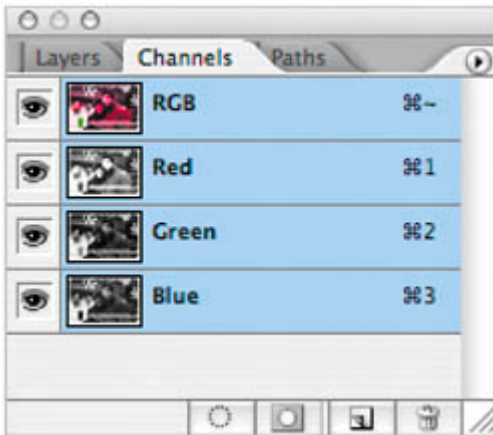 Layers Channels Paths
RGB ⌘~
Red ⌘1
Green ⌘2
Blue ⌘3